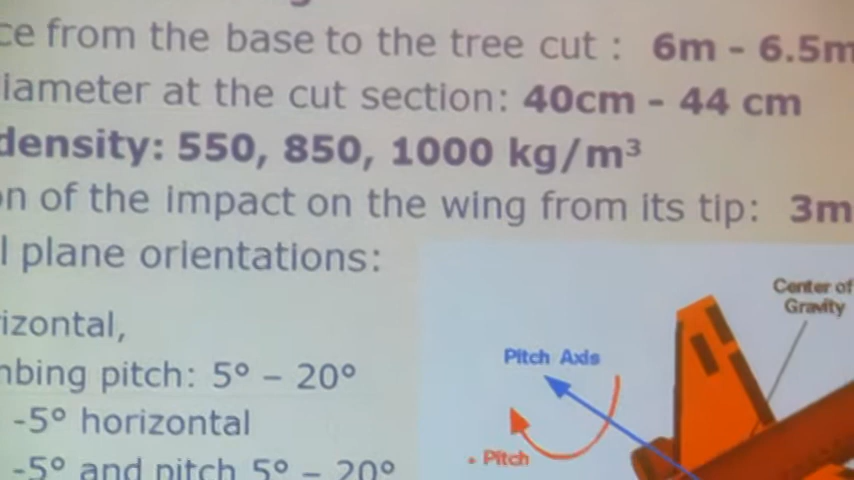 ce from the base to the tree cut : 6m - 6.5m
iameter at the cut section: 40cm - 44 cm
density: 550, 850, 1000 kg/m³
on of the impact on the wing from its tip: 3m
l plane orientations:
izontal,
nbing pitch: 5° – 20°
-5° horizontal
-5° and pitch 5° – 20°
Center of
Gravity
Pitch Axis
+ Pitch